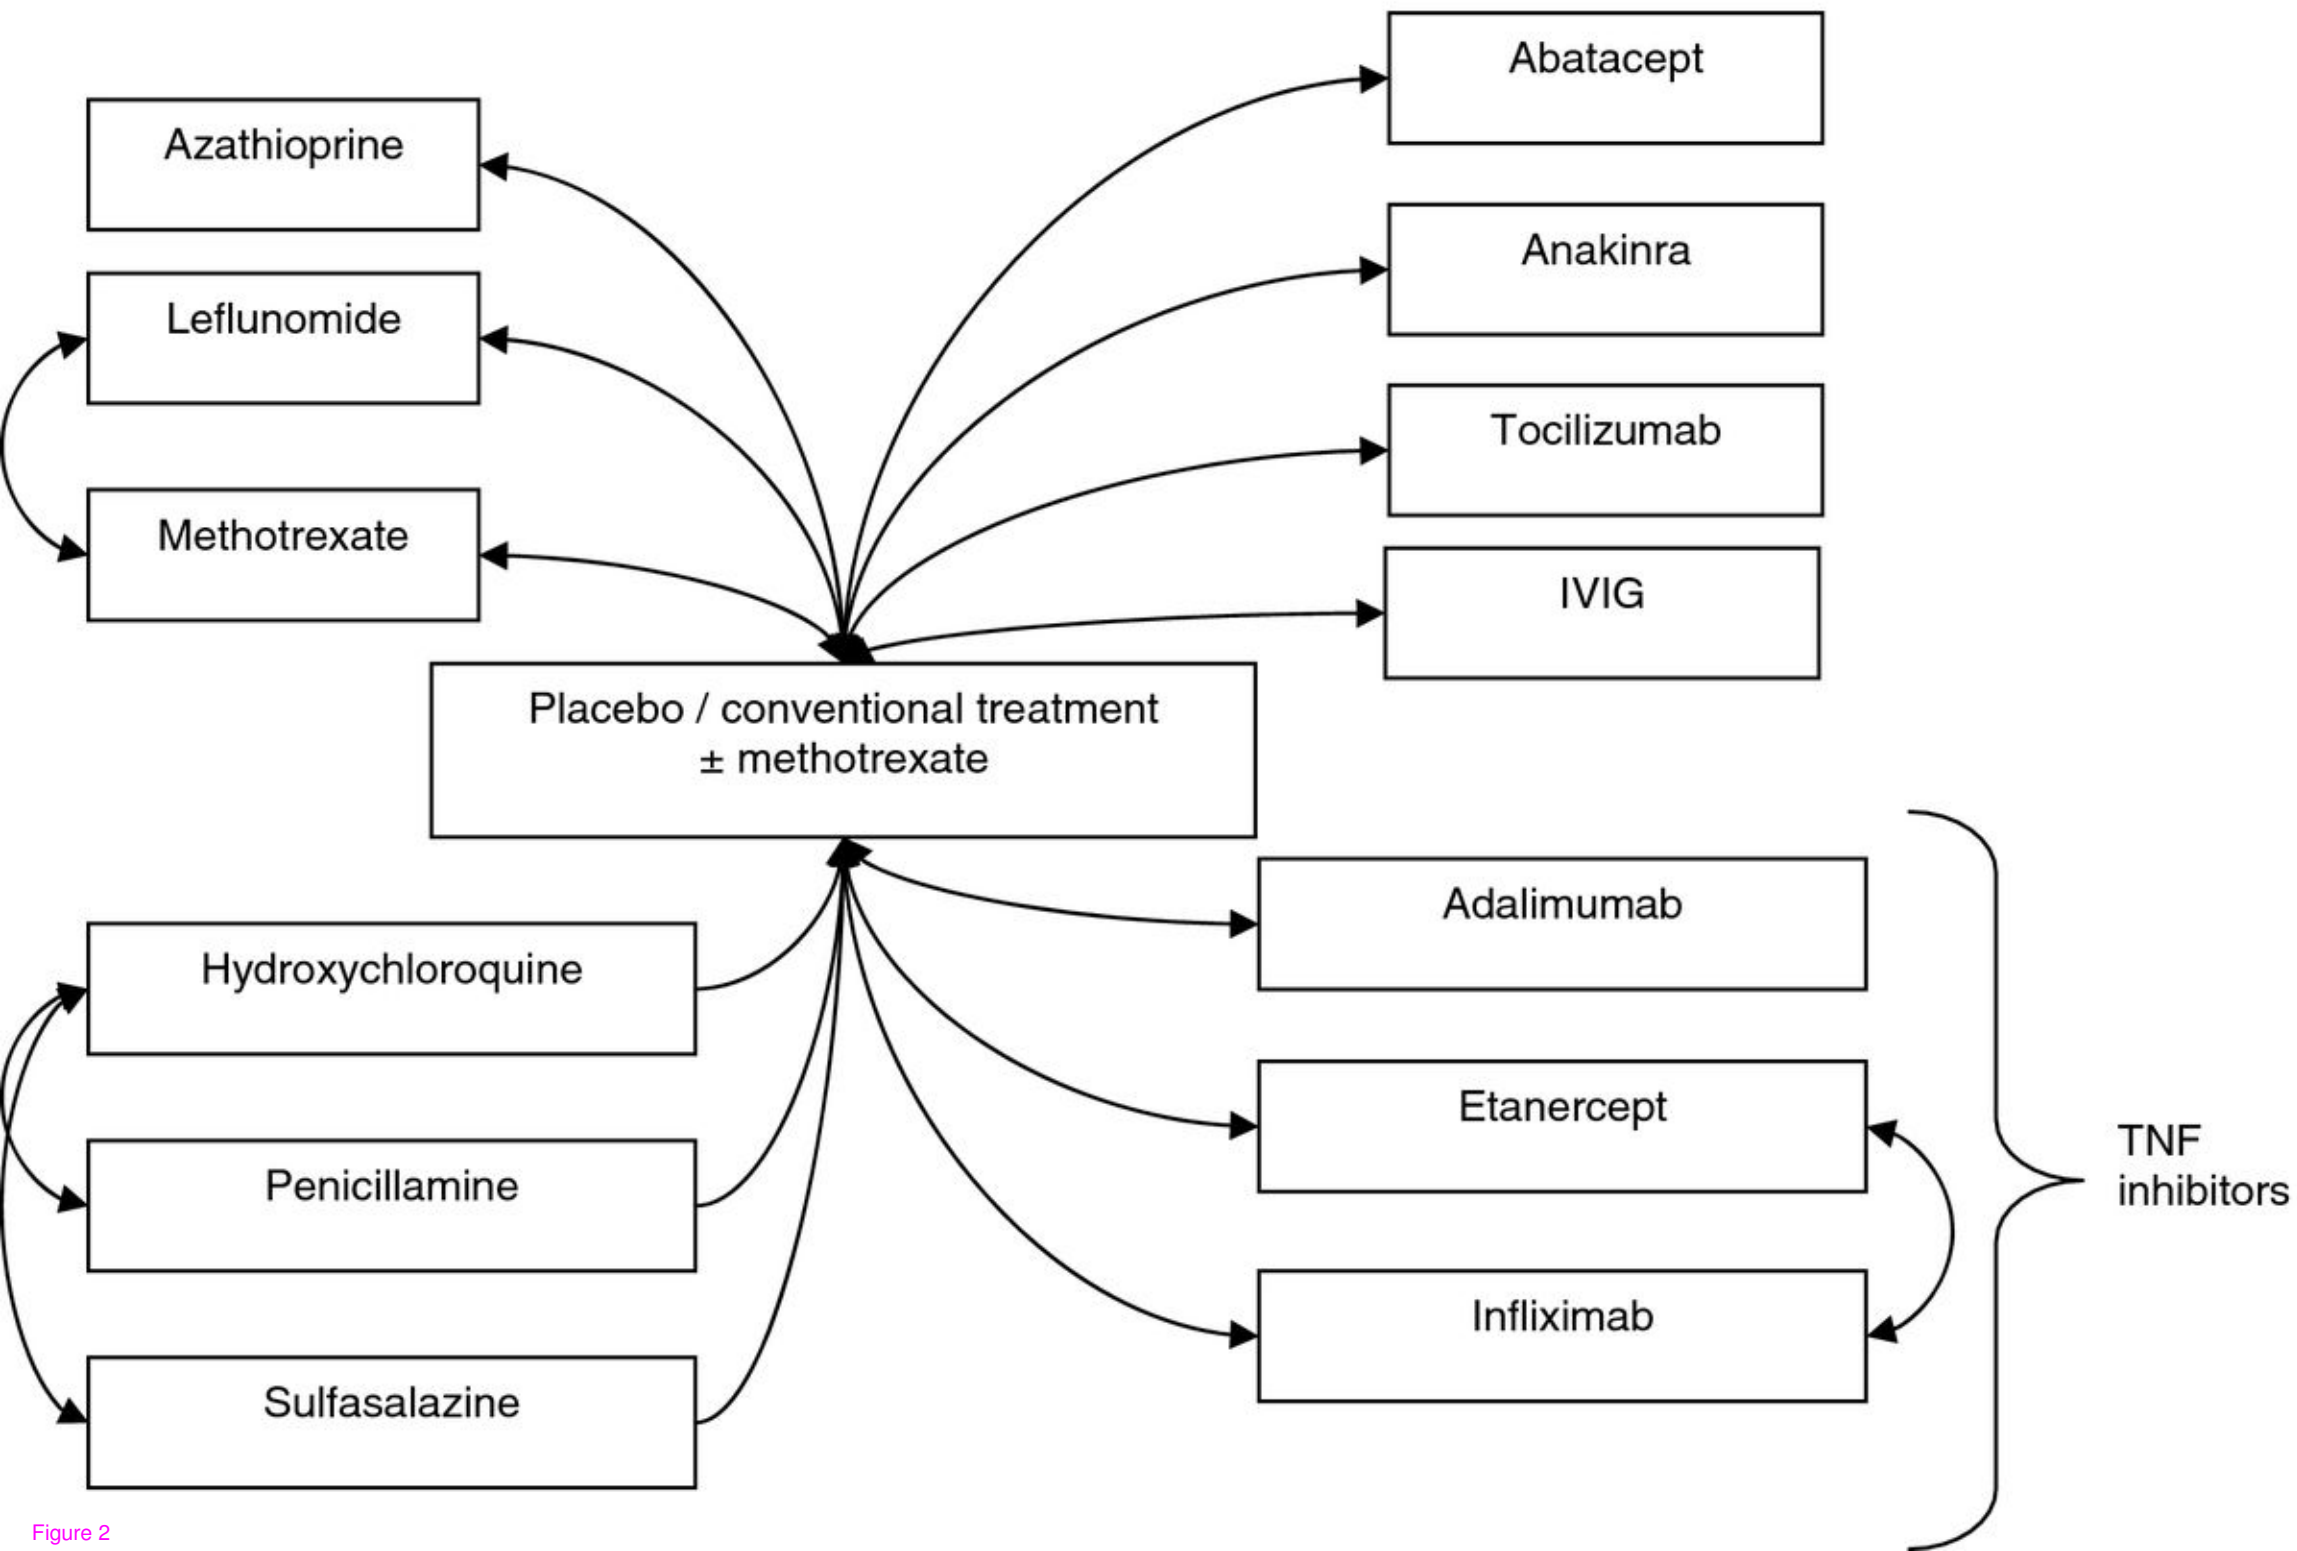 Abatacept
Azathioprine
Anakinra
Leflunomide
Tocilizumab
Methotrexate
IVIG
Placebo / conventional treatment
± methotrexate
Adalimumab
Hydroxychloroquine
Etanercept
TNF
inhibitors
Penicillamine
Infliximab
Sulfasalazine
Figure 2